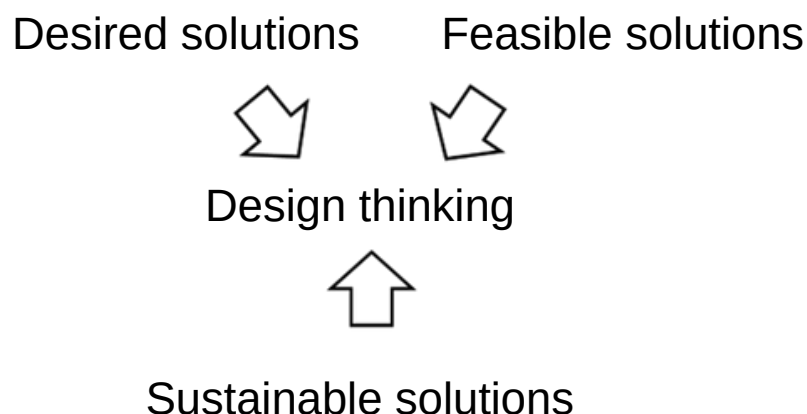 Desired solutions
Feasible solutions
Design thinking
Sustainable solutions